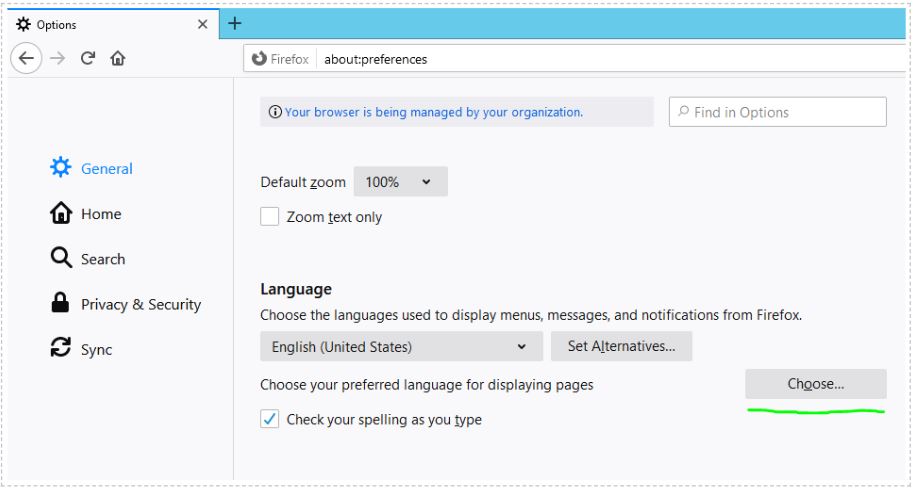 Options
Firefox about:preferences
Your browser is being managed by your organization.
Find in Options
General
Home
Search
Privacy & Security
Sync
Default zoom 100%
Zoom text only
Language
Choose the languages used to display menus, messages, and notifications from Firefox.
English (United States) Set Alternatives...
Choose your preferred language for displaying pages Choose...
Check your spelling as you type